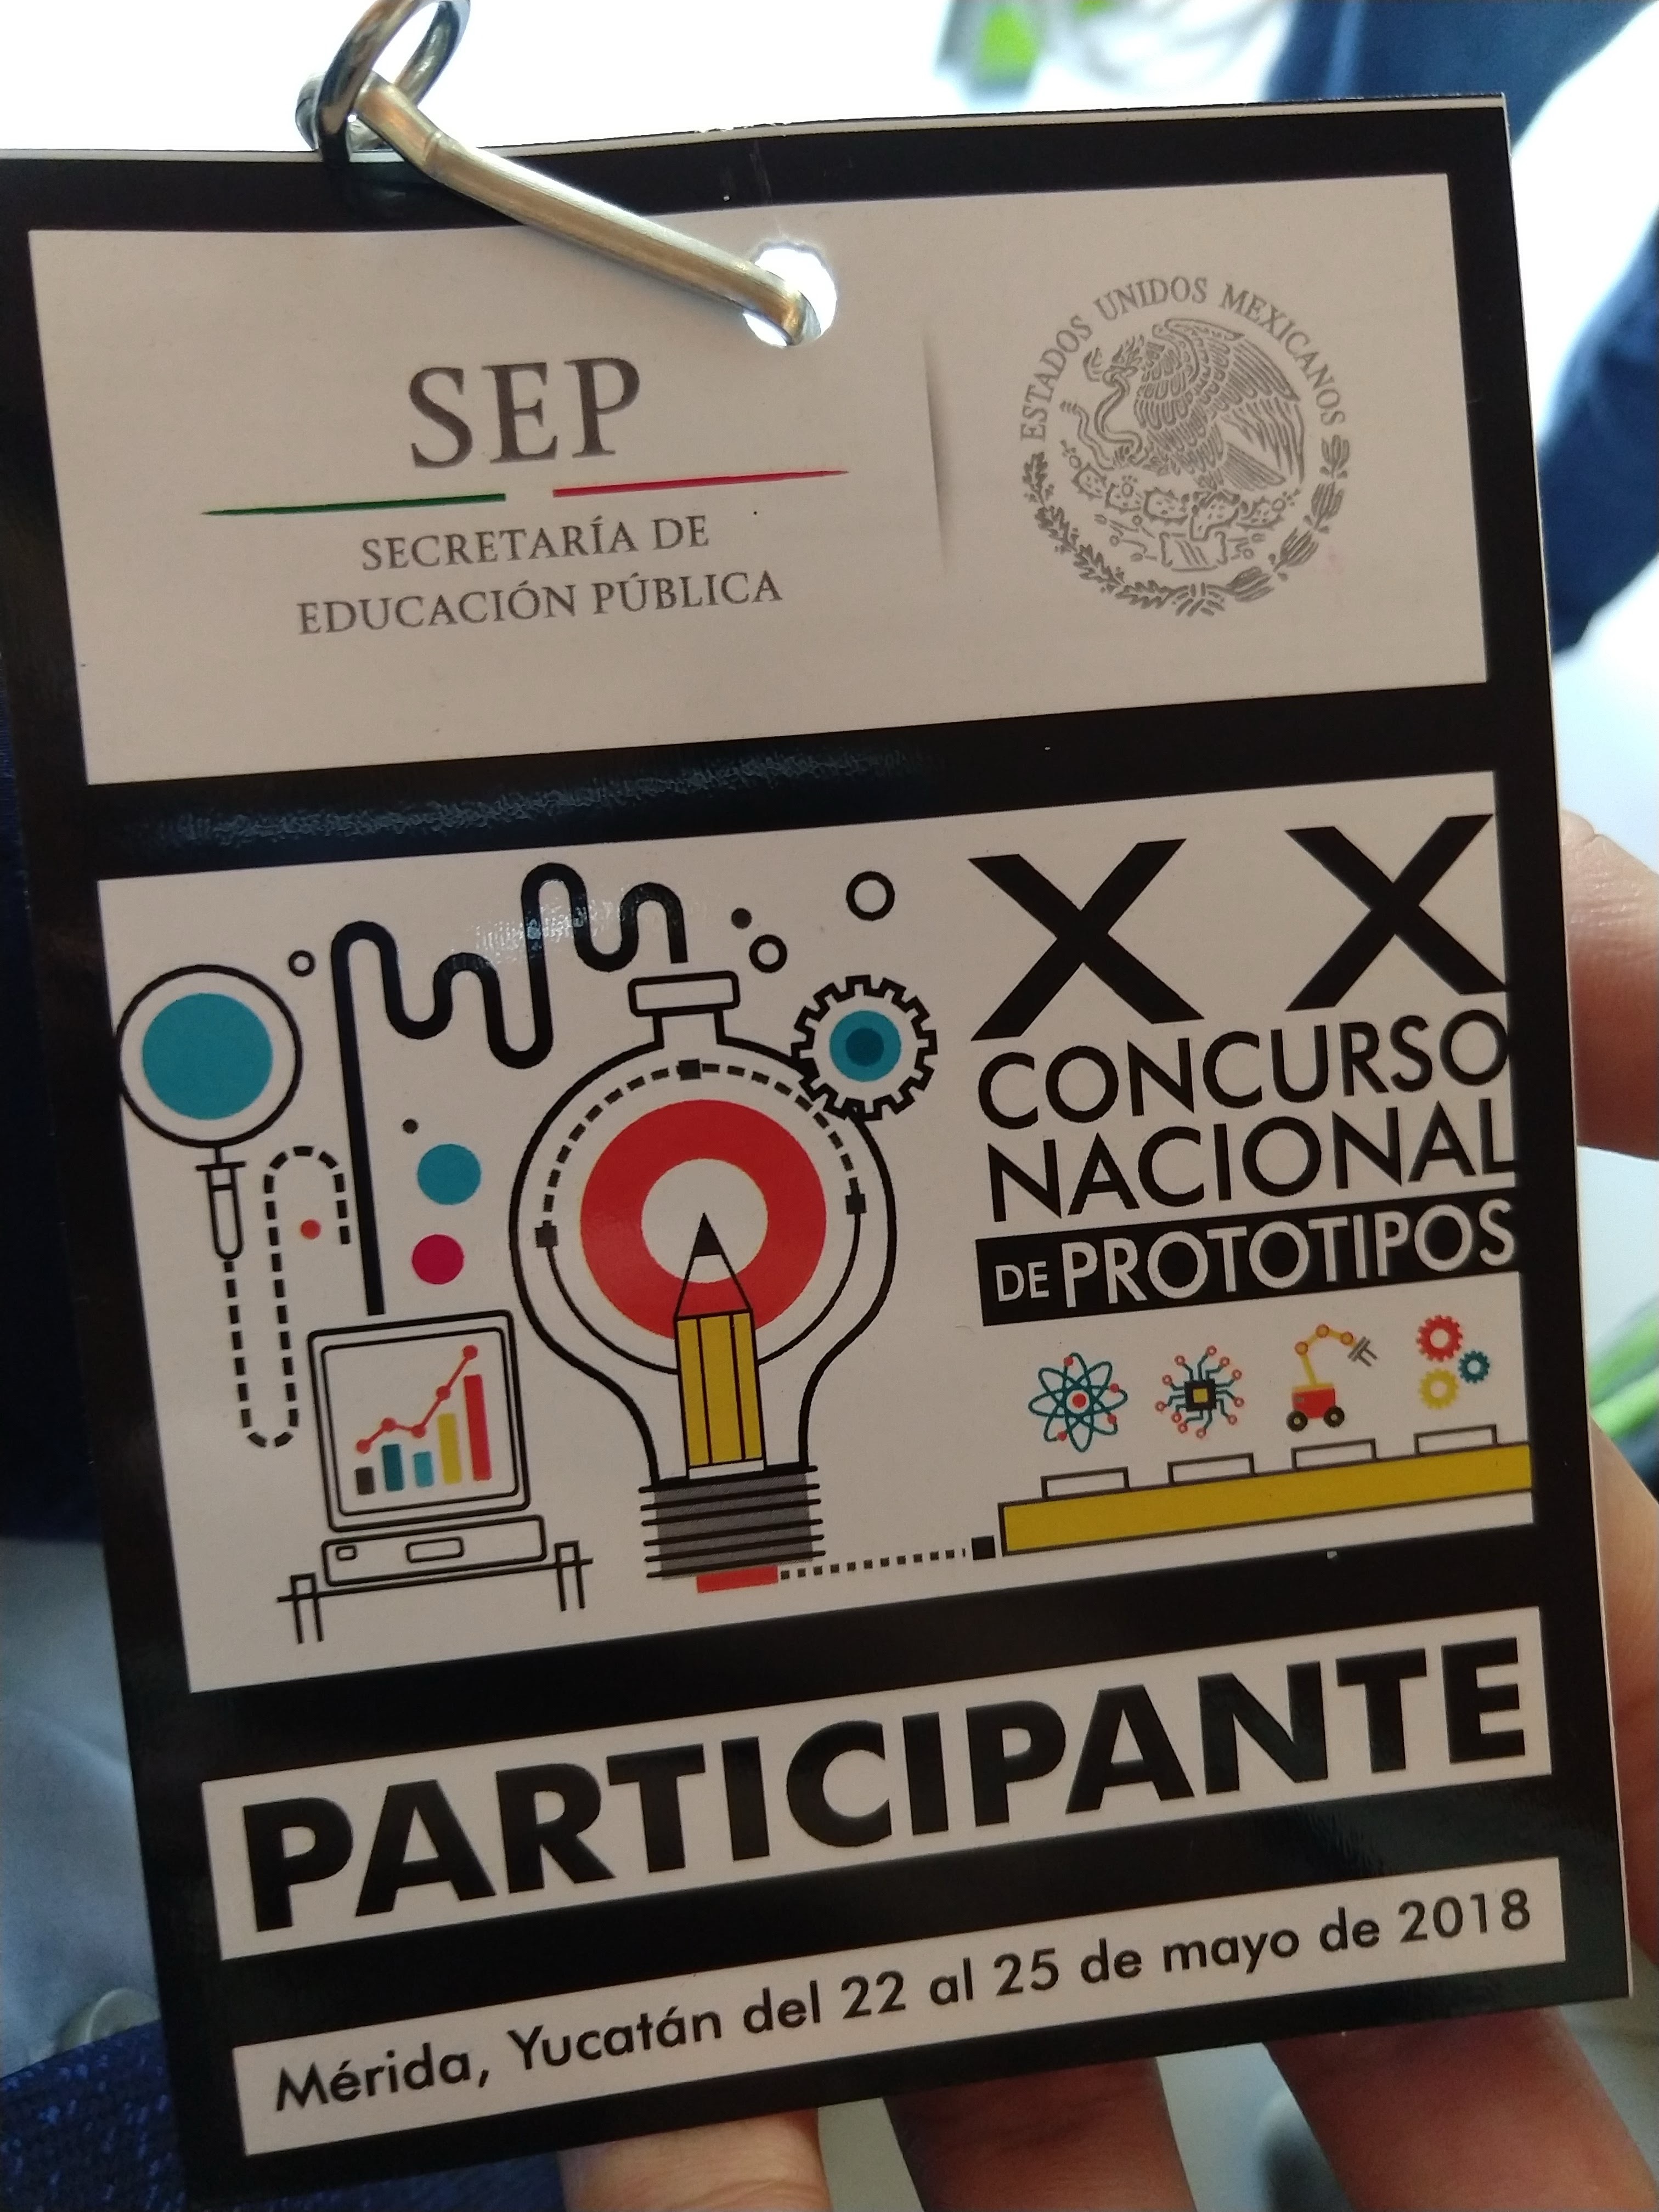 SEP
SECRETARÍA DE
EDUCACIÓN PÚBLICA
ESTADOS UNIDOS MEXICANOS
XX
CONCURSO
NACIONAL
DE PROTOTIPOS
PARTICIPANTE
Mérida, Yucatán del 22 al 25 de mayo de 2018